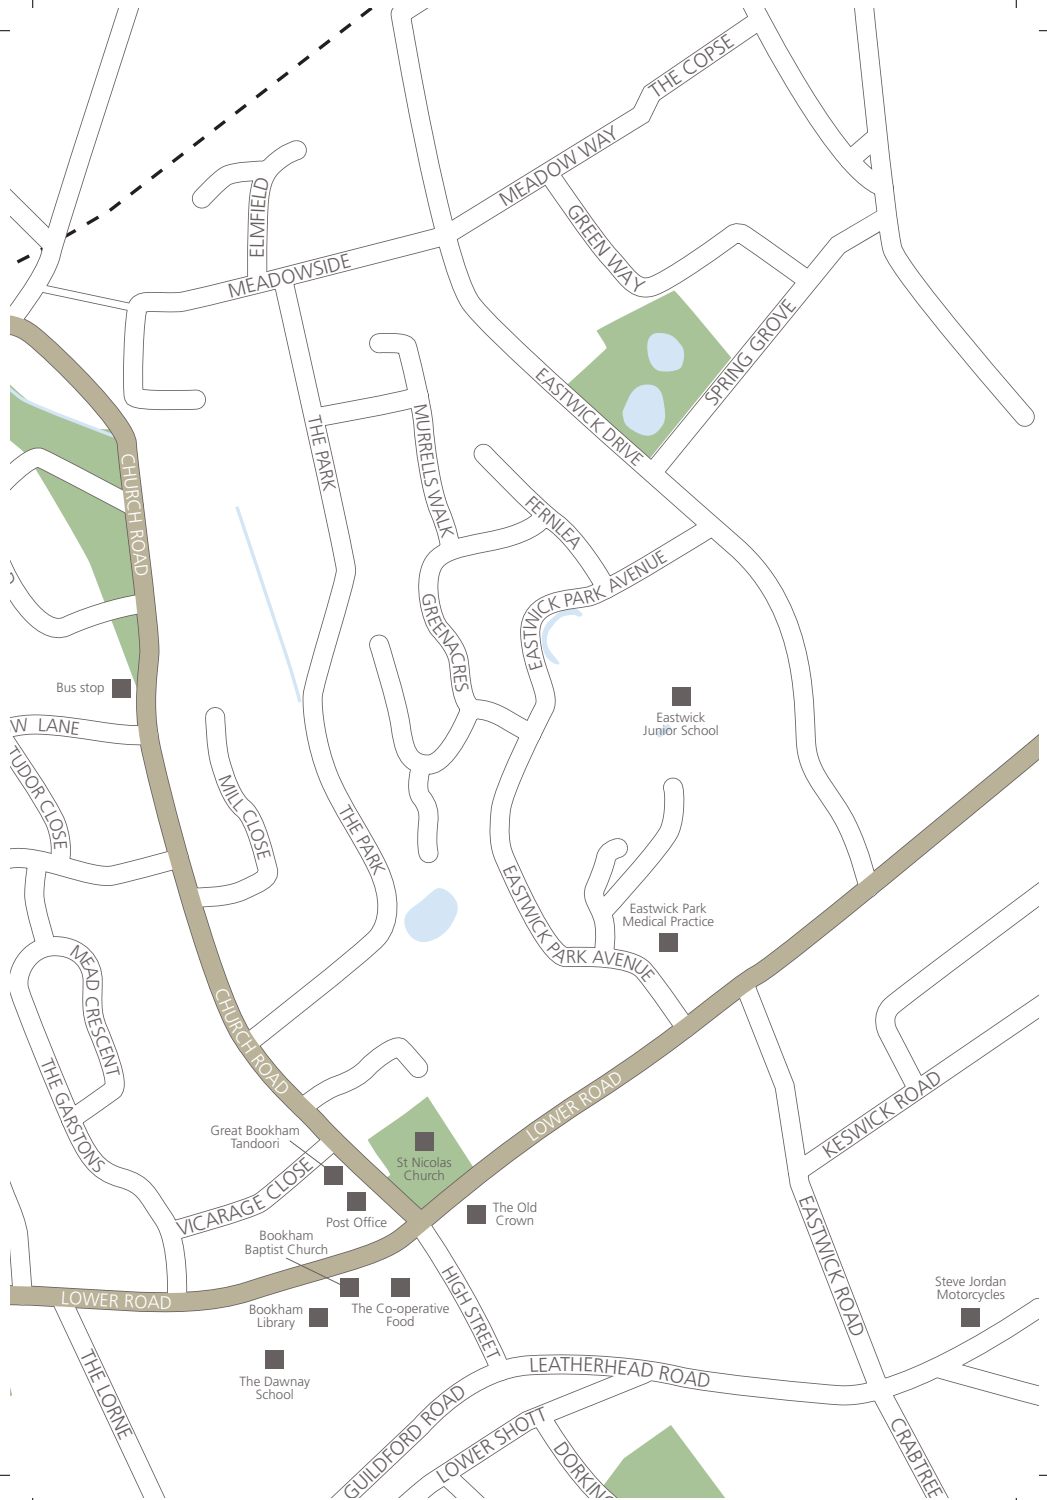 THE COPSE
MEADOW WAY
ELMFIELD
GREEN WAY
MEADOWSIDE
SPRING GROVE
EASTWICK DRIVE
THE PARK
MURRELLS WALK
CHURCH ROAD
FERNLEA
EASTWICK PARK AVENUE
GREENACRES
Bus stop
Eastwick
Junior School
W LANE
TUDOR CLOSE
MILL CLOSE
THE PARK
EASTWICK PARK AVENUE
Eastwick Park
Medical Practice
MEAD CRESCENT
CHURCH ROAD
THE GARSTONS
LOWER ROAD
KESWICK ROAD
Great Bookham
Tandoori
St Nicolas
Church
VICARAGE CLOSE
Post Office
The Old
Crown
Bookham
Baptist Church
EASTWICK ROAD
HIGH STREET
Steve Jordan
Motorcycles
LOWER ROAD
Bookham
Library
The Co-operative
Food
THE LORNE
The Dawnay
School
LEATHERHEAD ROAD
GUILDFORD ROAD
LOWER SHOTT
DORKING
CRABTREE